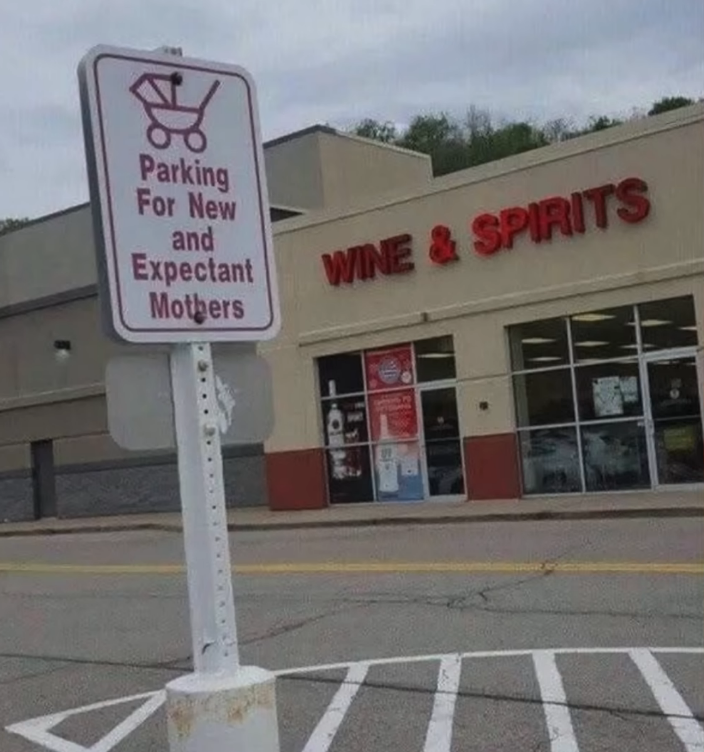 Parking
For New
and
Expectant
Mothers
WINE & SPIRITS